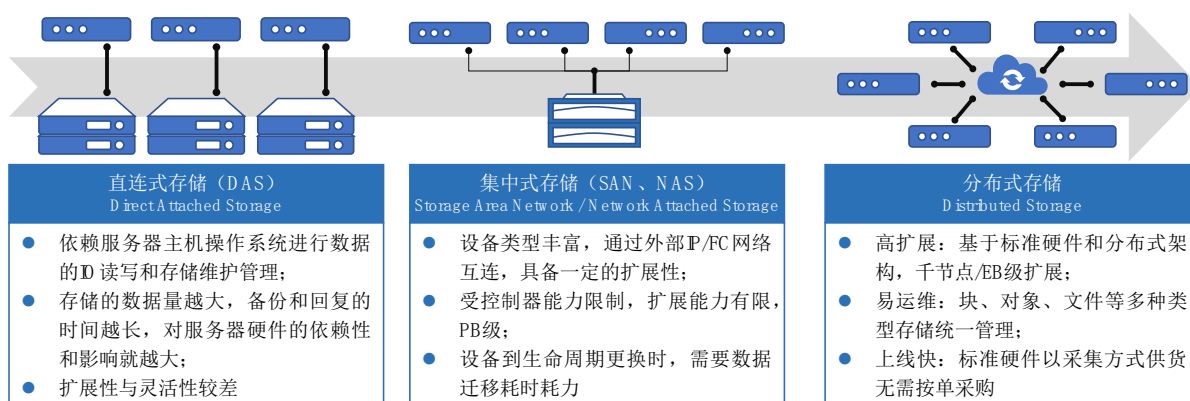 直连式存储（DAS）
Direct Attached Storage
● 依赖服务器主机操作系统进行数据
的IO读写和存储维护管理；
● 存储的数据量越大，备份和回复的
时间越长，对服务器硬件的依赖性
和影响就越大；
● 扩展性与灵活性较差
集中式存储（SAN、NAS）
Storage Area Network/Network Attached Storage
● 设备类型丰富，通过外部IP/FC网络
互连，具备一定的扩展性；
● 受控制器能力限制，扩展能力有限，
PB级；
● 设备到生命周期更换时，需要数据
迁移耗时耗力
分布式存储
Distributed Storage
● 高扩展：基于标准硬件和分布式架
构，千节点/EB级扩展；
● 易运维：块、对象、文件等多种类
型存储统一管理；
● 上线快：标准硬件以采集方式供货
无需按单采购